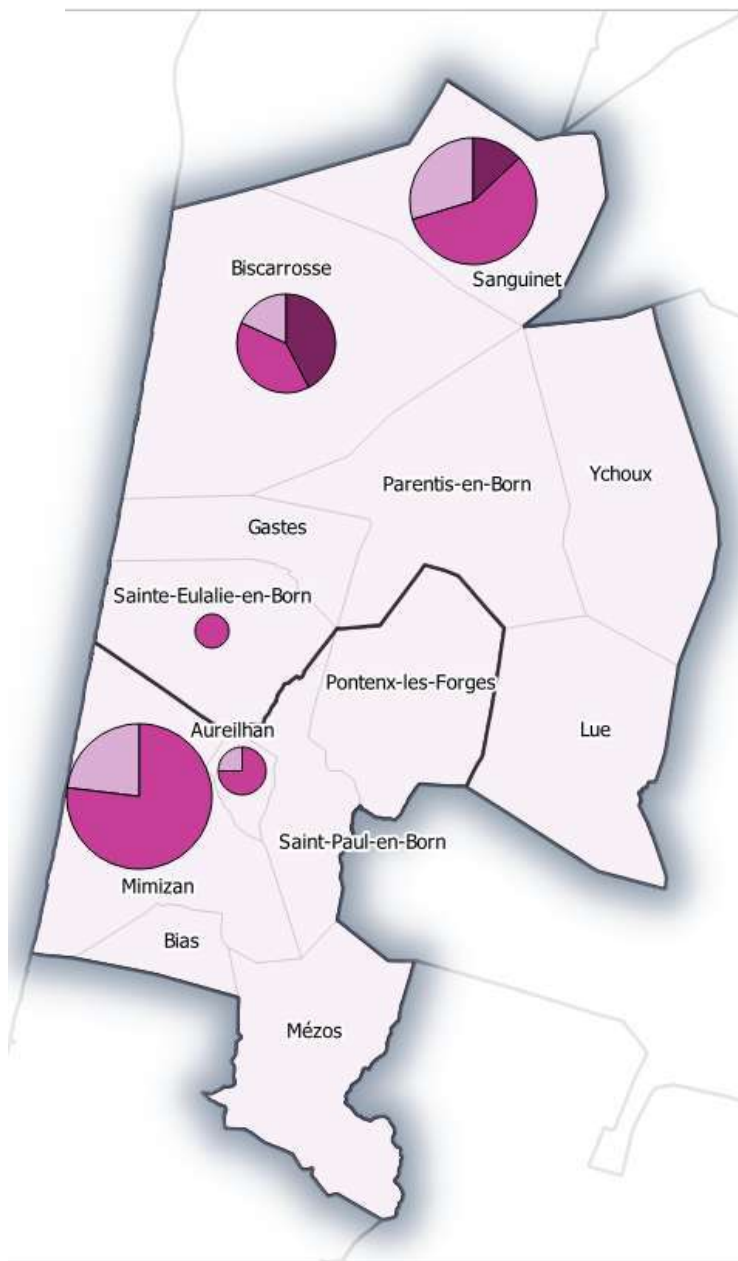 Biscarrosse
Sanguinet
Parentis-en-Born
Ychoux
Gastes
Sainte-Eulalie-en-Born
Pontenx-les-Forges
Aureilhan
Lue
Saint-Paul-en-Born
Mimizan
Bias
Mézos